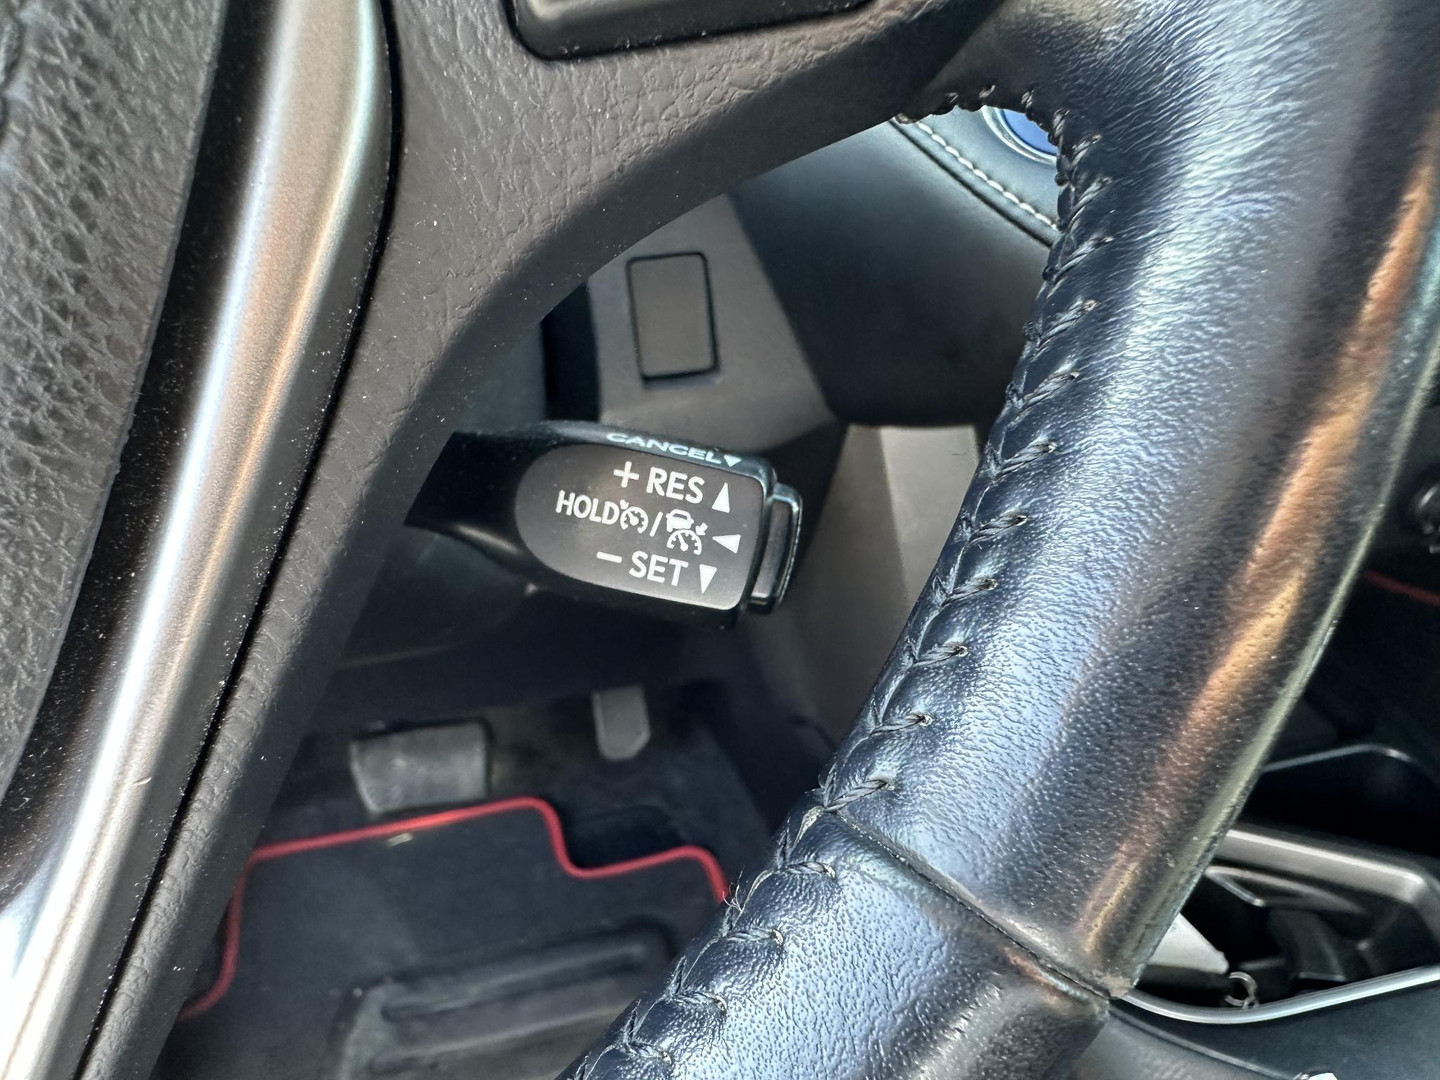 CANCEL
+ RES
HOLD /
− SET